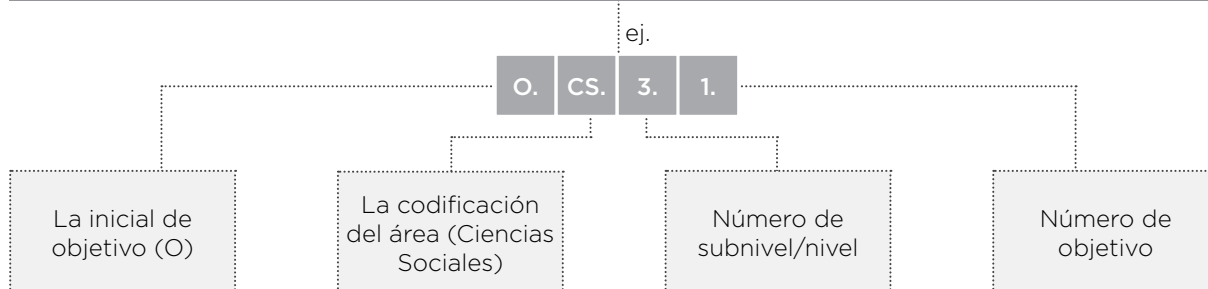 ej.
O. CS. 3. 1.
La inicial de
objetivo (O)
La codificación
del área (Ciencias
Sociales)
Número de
subnivel/nivel
Número de
objetivo